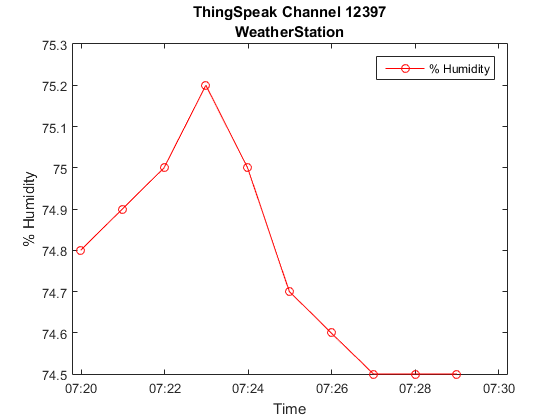 ThingSpeak Channel 12397
WeatherStation
75.3
75.2
75.1
75
74.9
74.8
74.7
74.6
74.5
% Humidity
% Humidity
07:20 07:22 07:24 07:26 07:28 07:30
Time